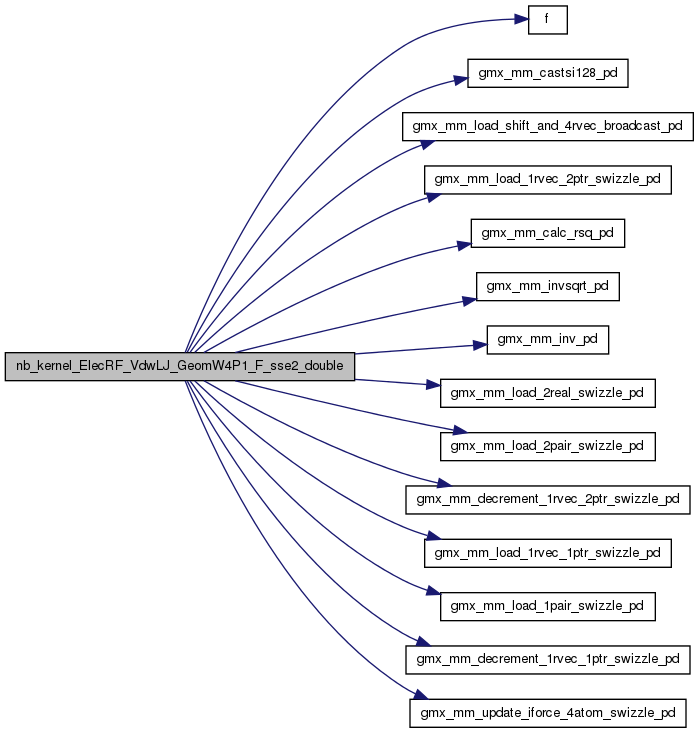 f
gmx_mm_castsi128_pd
gmx_mm_load_shift_and_4rvec_broadcast_pd
gmx_mm_load_1rvec_2ptr_swizzle_pd
gmx_mm_calc_rsq_pd
gmx_mm_invsqrt_pd
gmx_mm_inv_pd
nb_kernel_ElecRF_VdwLJ_GeomW4P1_F_sse2_double
gmx_mm_load_2real_swizzle_pd
gmx_mm_load_2pair_swizzle_pd
gmx_mm_decrement_1rvec_2ptr_swizzle_pd
gmx_mm_load_1rvec_1ptr_swizzle_pd
gmx_mm_load_1pair_swizzle_pd
gmx_mm_decrement_1rvec_1ptr_swizzle_pd
gmx_mm_update_iforce_4atom_swizzle_pd